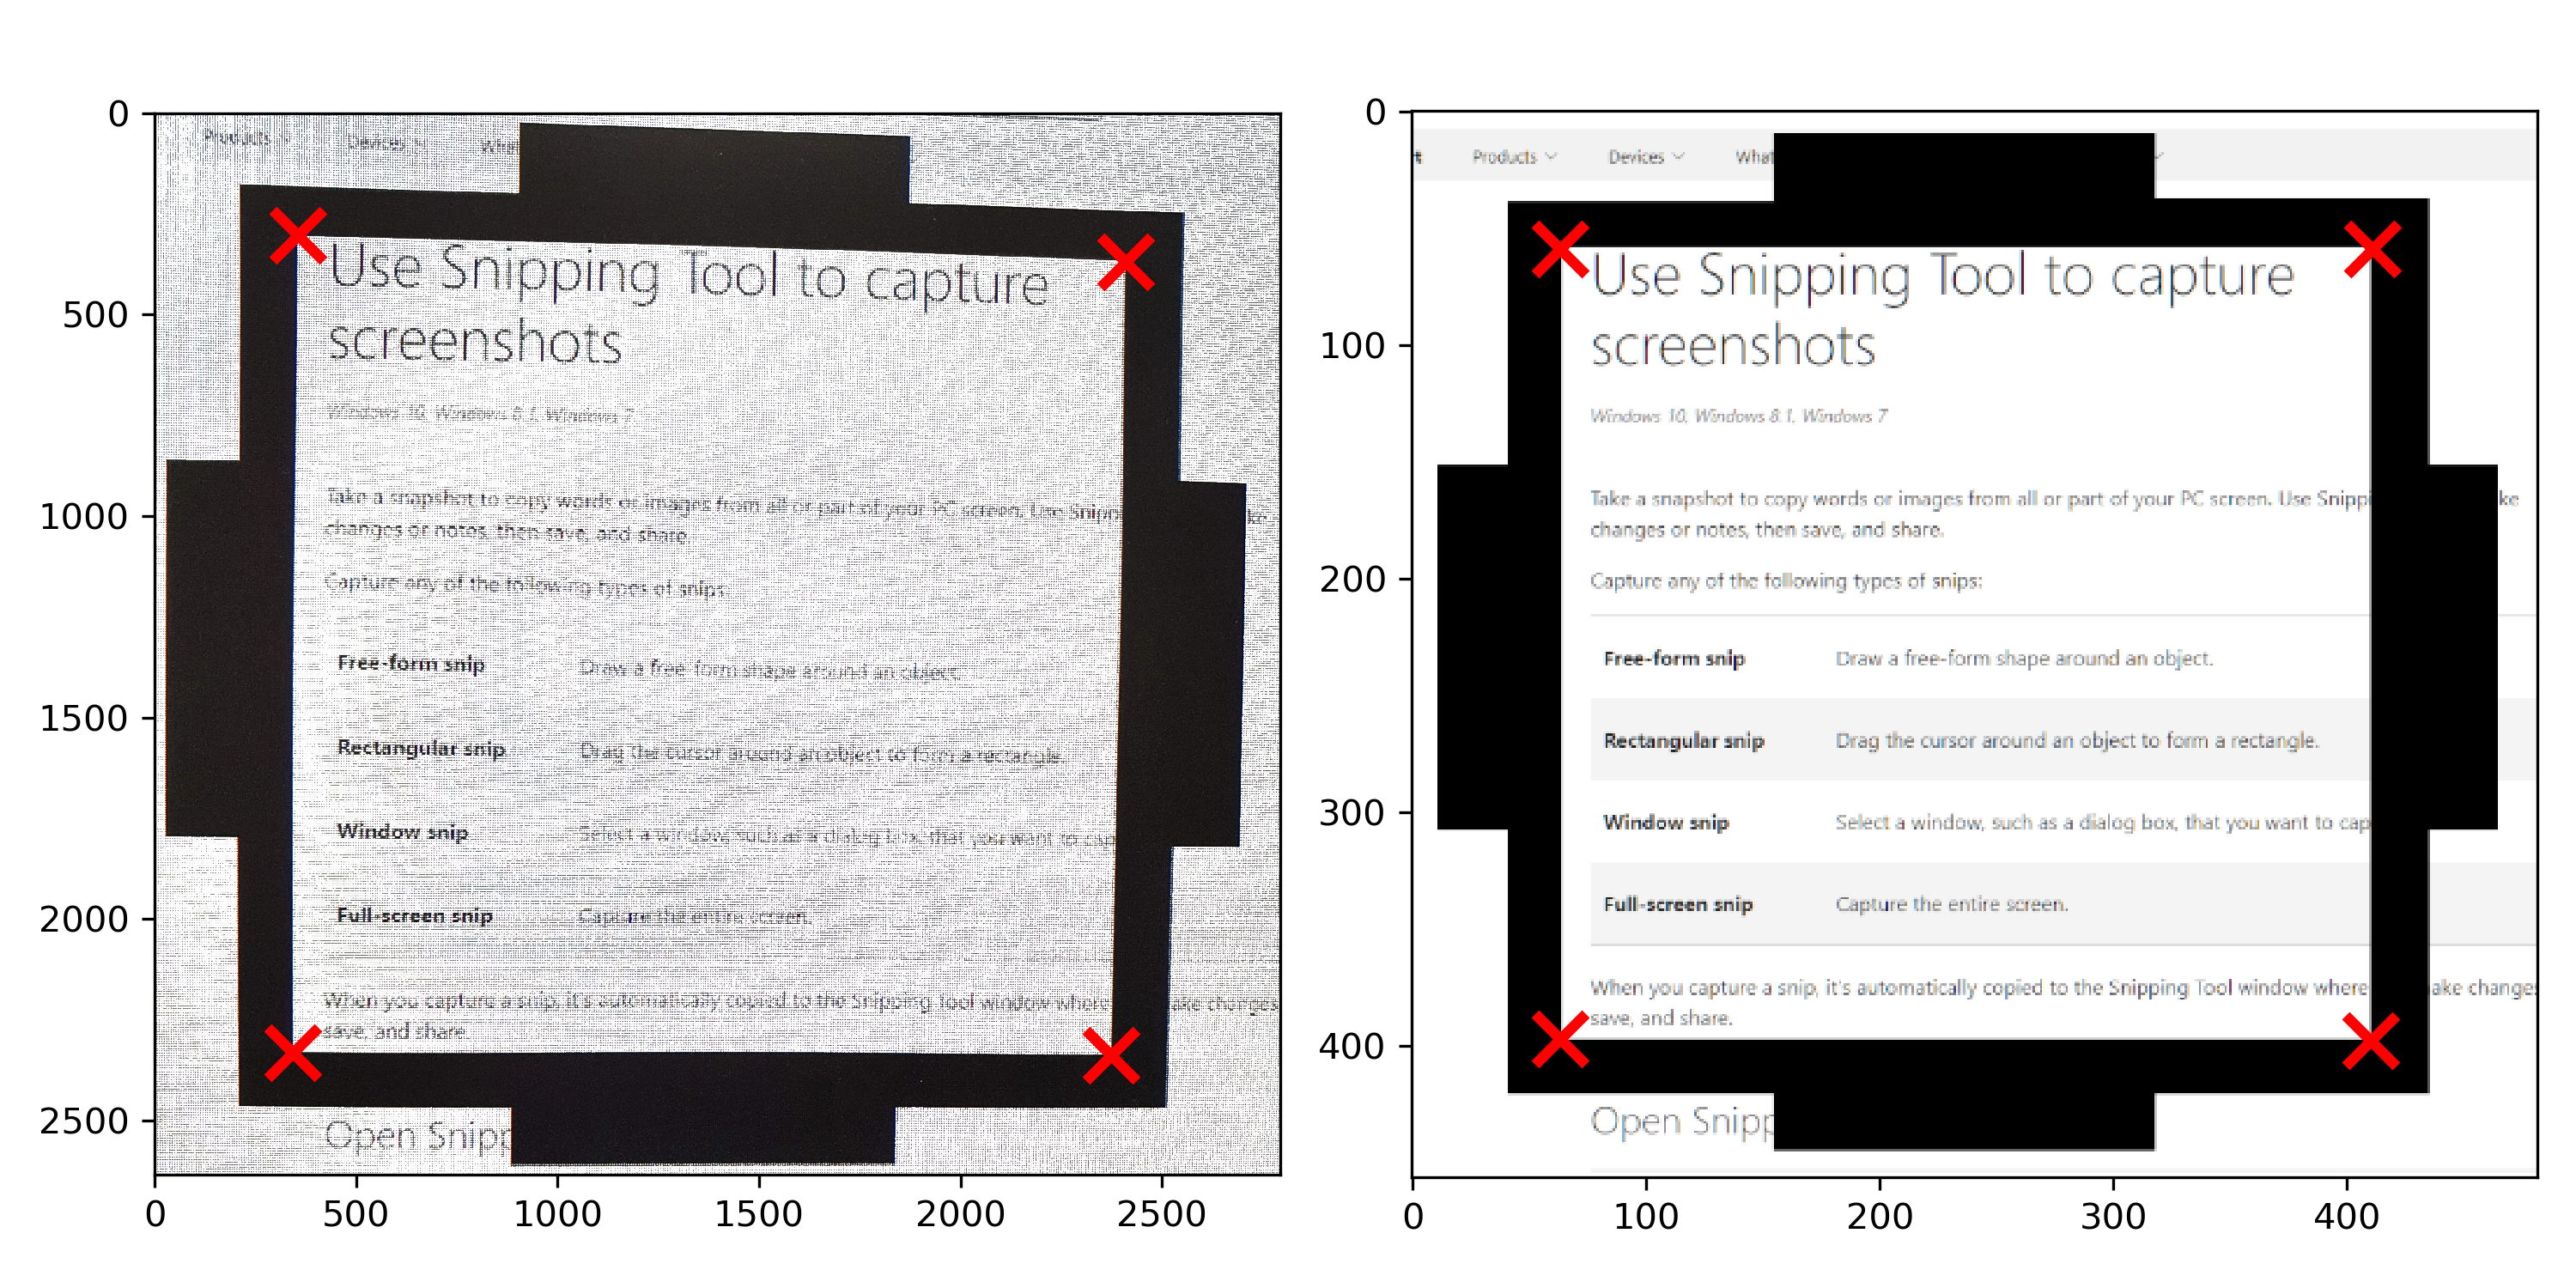 Products Devices What
Use Snipping Tool to capture
screenshots
Windows 10, Windows 8.1, Windows 7
Take a snapshot to copy words or images from all or part of your PC screen. Use Snippi ke
changes or notes, then save, and share.
Capture any of the following types of snips:
Free-form snip Draw a free-form shape around an object.
Rectangular snip Drag the cursor around an object to form a rectangle.
Window snip Select a window, such as a dialog box, that you want to cap
Full-screen snip Capture the entire screen.
When you capture a snip, it's automatically copied to the Snipping Tool window where ake changes
save, and share.
Open Snipp
0
500
1000
1500
2000
2500
0 500 1000 1500 2000 2500
t Products Devices What
Use Snipping Tool to capture
screenshots
Windows 10, Windows 8.1, Windows 7
Take a snapshot to copy words or images from all or part of your PC screen. Use Snippi ke
changes or notes, then save, and share.
Capture any of the following types of snips:
Free-form snip Draw a free-form shape around an object.
Rectangular snip Drag the cursor around an object to form a rectangle.
Window snip Select a window, such as a dialog box, that you want to cap
Full-screen snip Capture the entire screen.
When you capture a snip, it's automatically copied to the Snipping Tool window where ake changes
save, and share.
Open Snipp
0
100
200
300
400
0 100 200 300 400